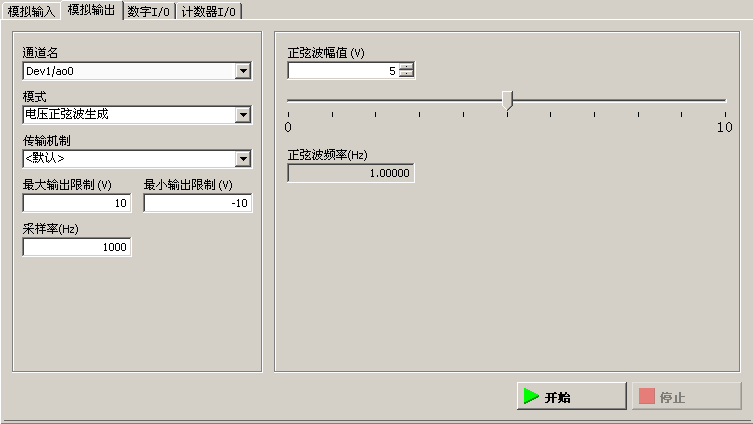 模拟输入 模拟输出 数字I/O 计数器I/O
通道名
Dev1/ao0
模式
电压正弦波生成
传输机制
<默认>
最大输出限制(V) 最小输出限制(V)
10 -10
采样率(Hz)
1000
正弦波幅值(V)
5
0 10
正弦波频率(Hz)
1.00000
开始 停止